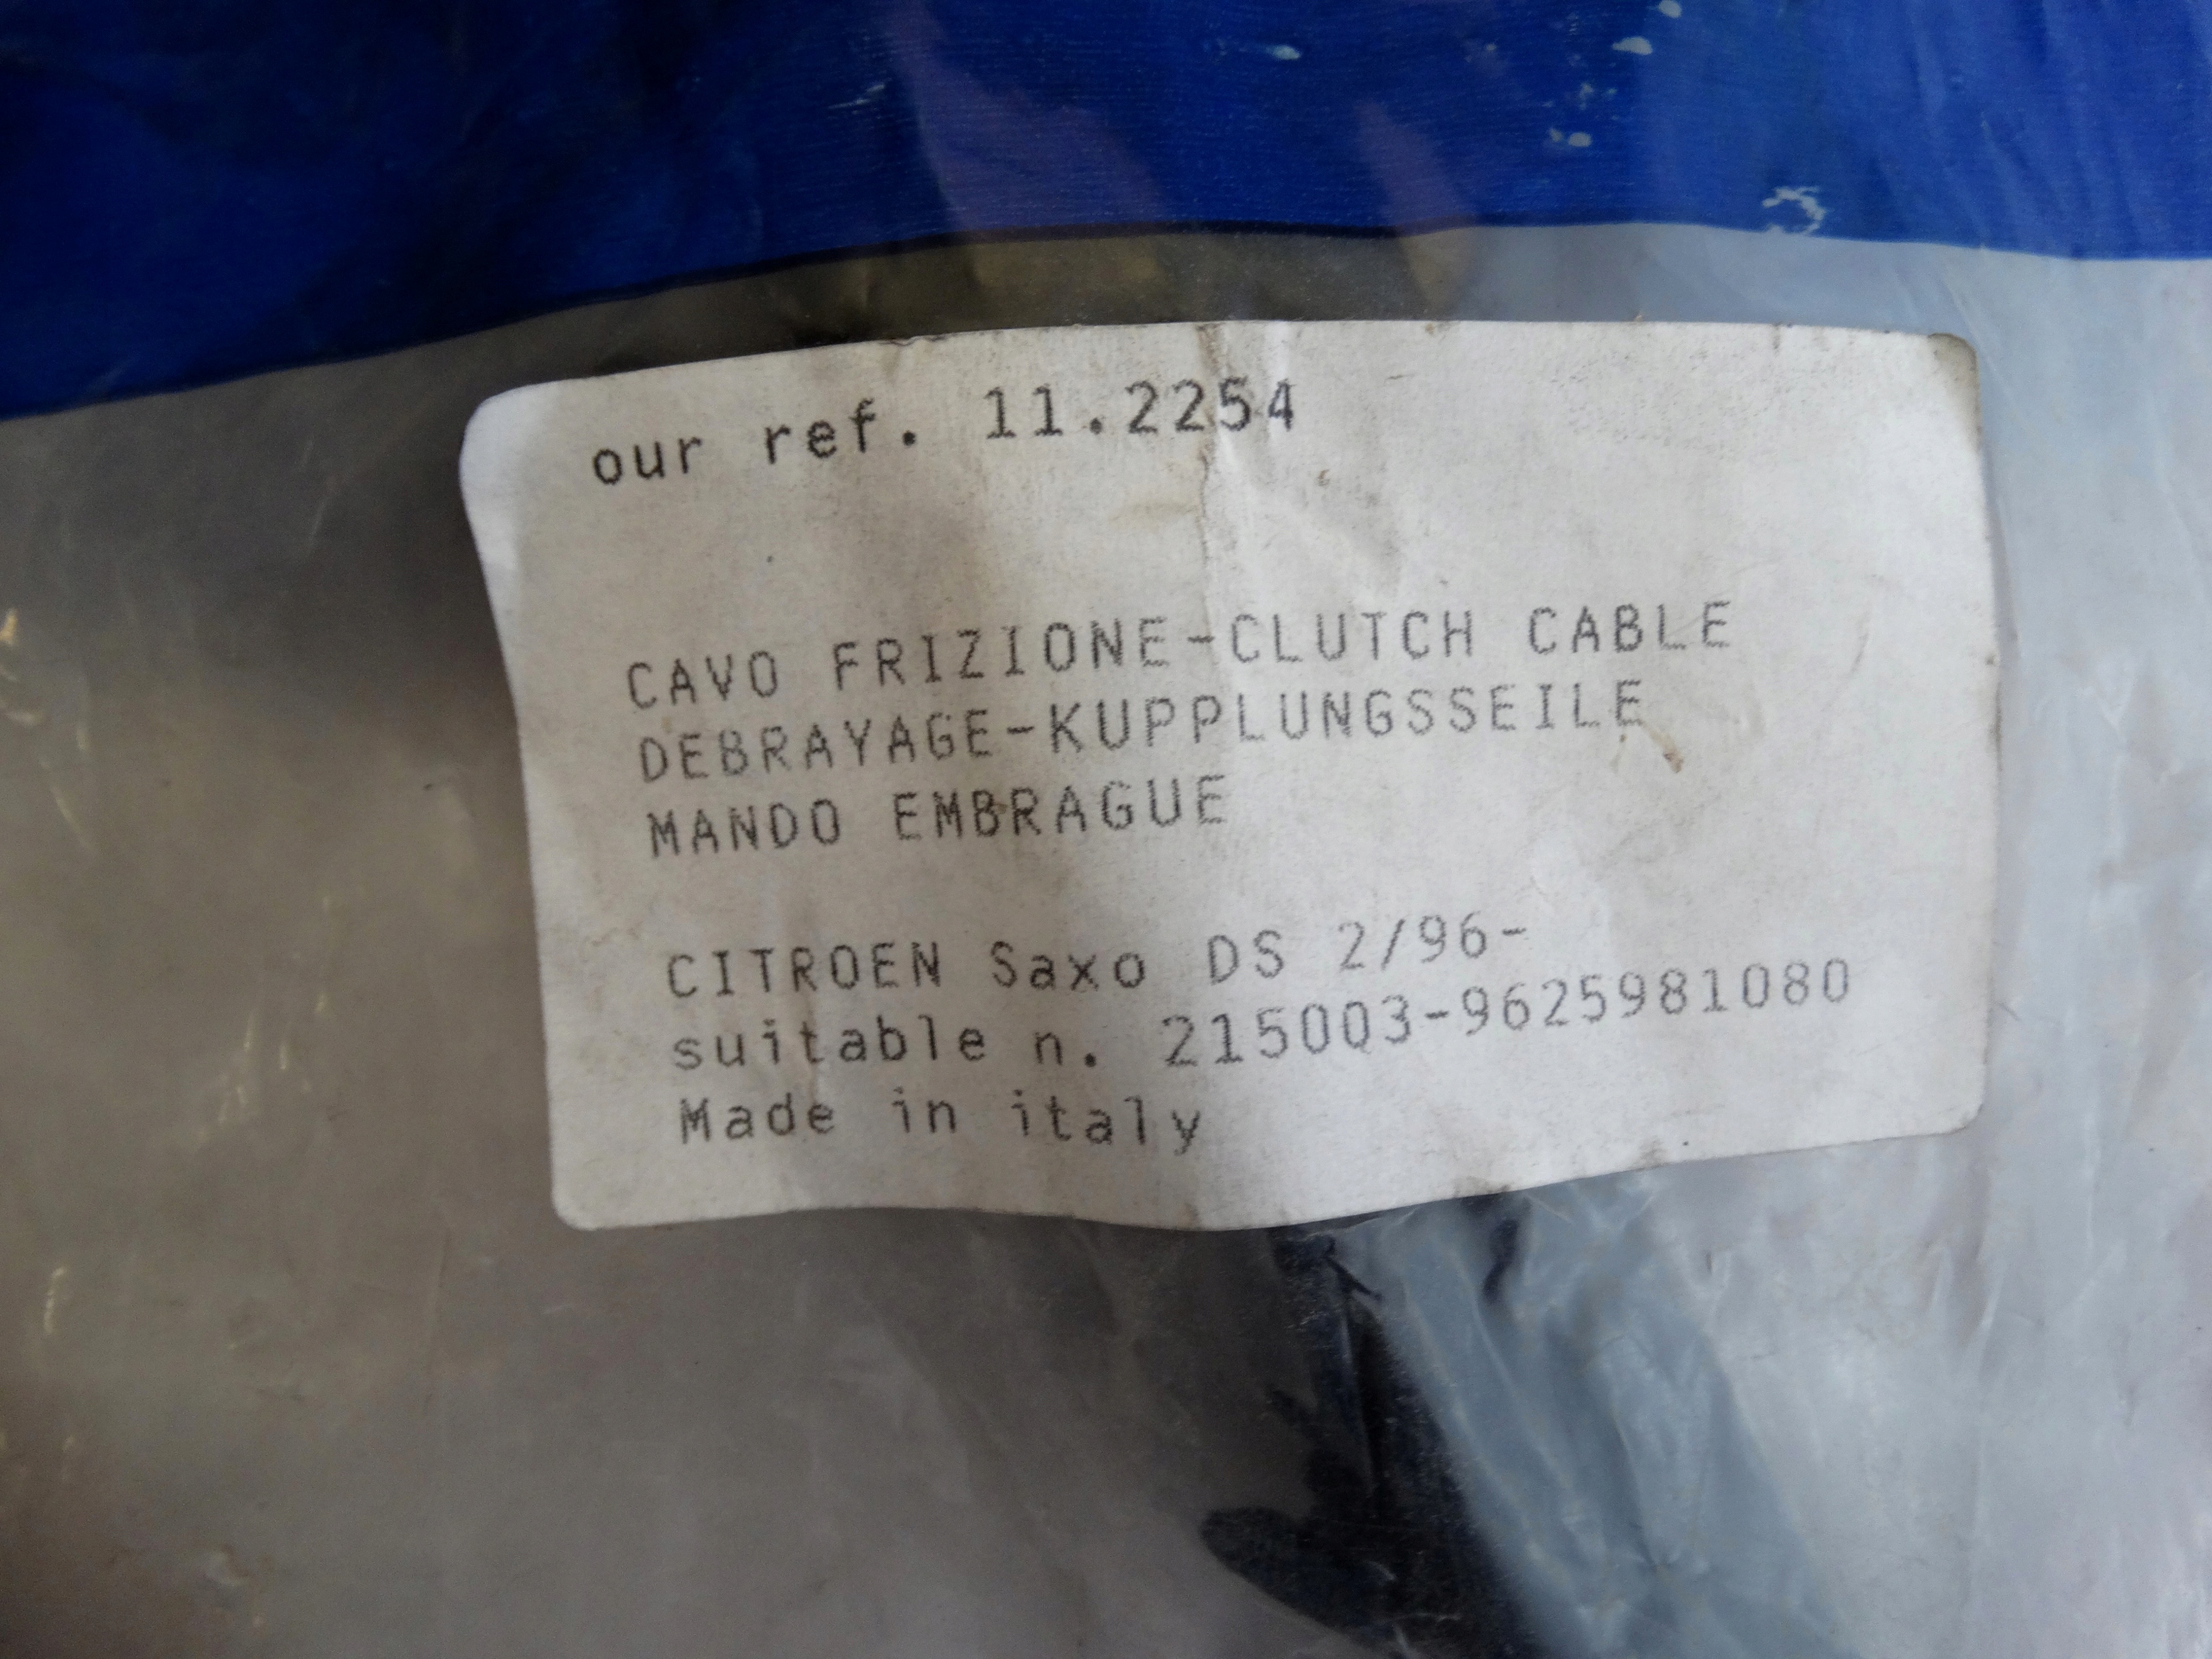 our ref. 11.2254
CAVO FRIZIONE-CLUTCH CABLE
DEBRAYAGE-KUPPLUNGSSEILE
MANDO EMBRAGUE
CITROEN Saxo DS 2/96-
suitable n. 215003-9625981080
Made in italy